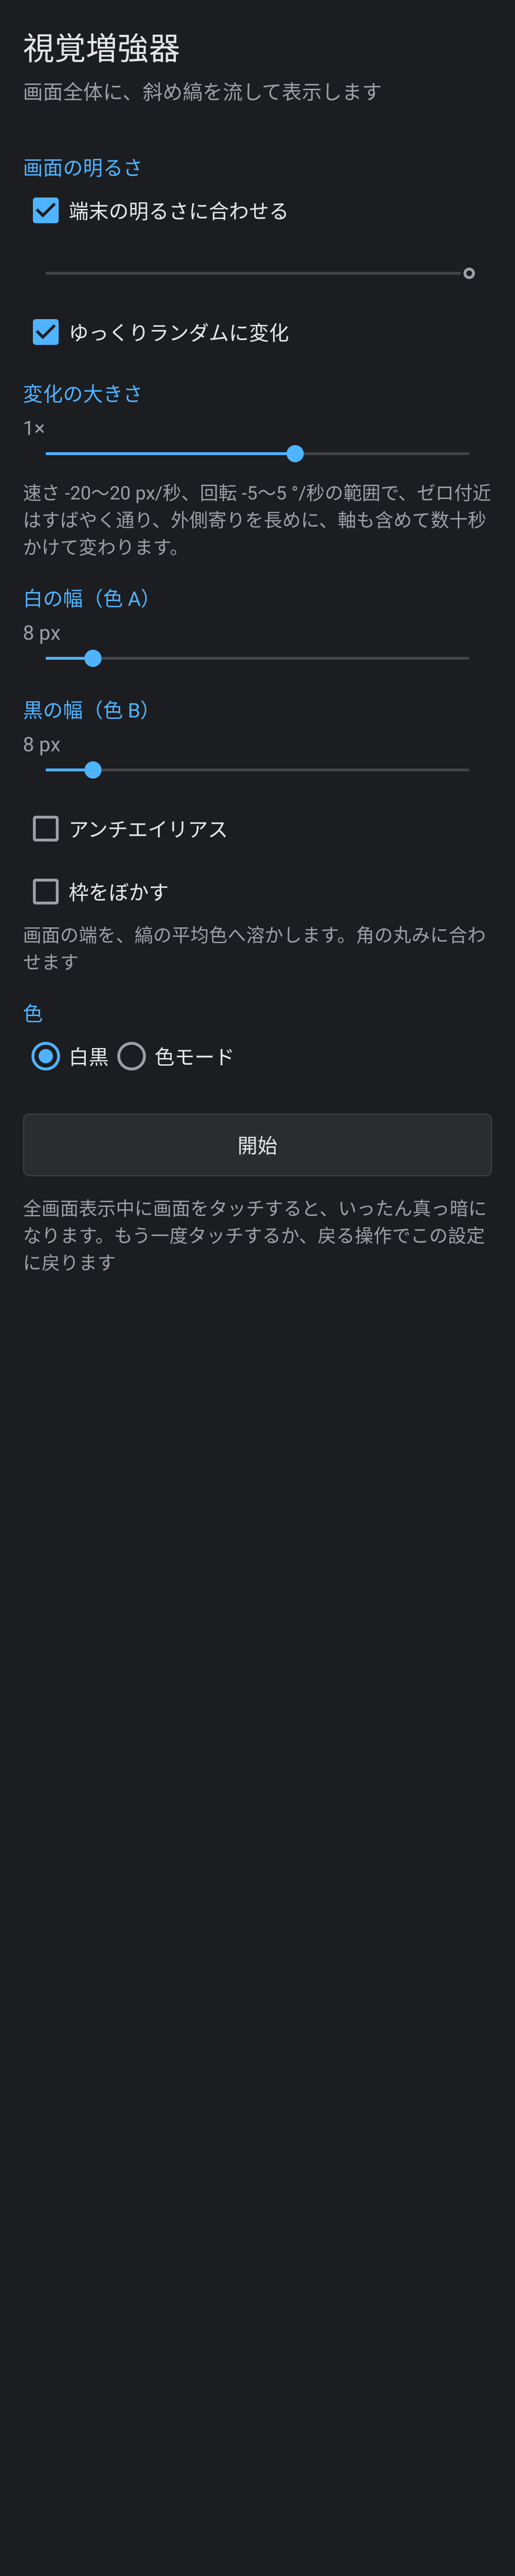 視覚増強器
画面全体に、斜め縞を流して表示します
画面の明るさ
端末の明るさに合わせる
ゆっくりランダムに変化
変化の大きさ
1×
速さ -20〜20 px/秒、回転 -5〜5 °/秒の範囲で、ゼロ付近
はすばやく通り、外側寄りを長めに、軸も含めて数十秒
かけて変わります。
白の幅（色 A）
8 px
黒の幅（色 B）
8 px
アンチエイリアス
枠をぼかす
画面の端を、縞の平均色へ溶かします。角の丸みに合わ
せます
色
白黒 色モード
開始
全画面表示中に画面をタッチすると、いったん真っ暗に
なります。もう一度タッチするか、戻る操作でこの設定
に戻ります